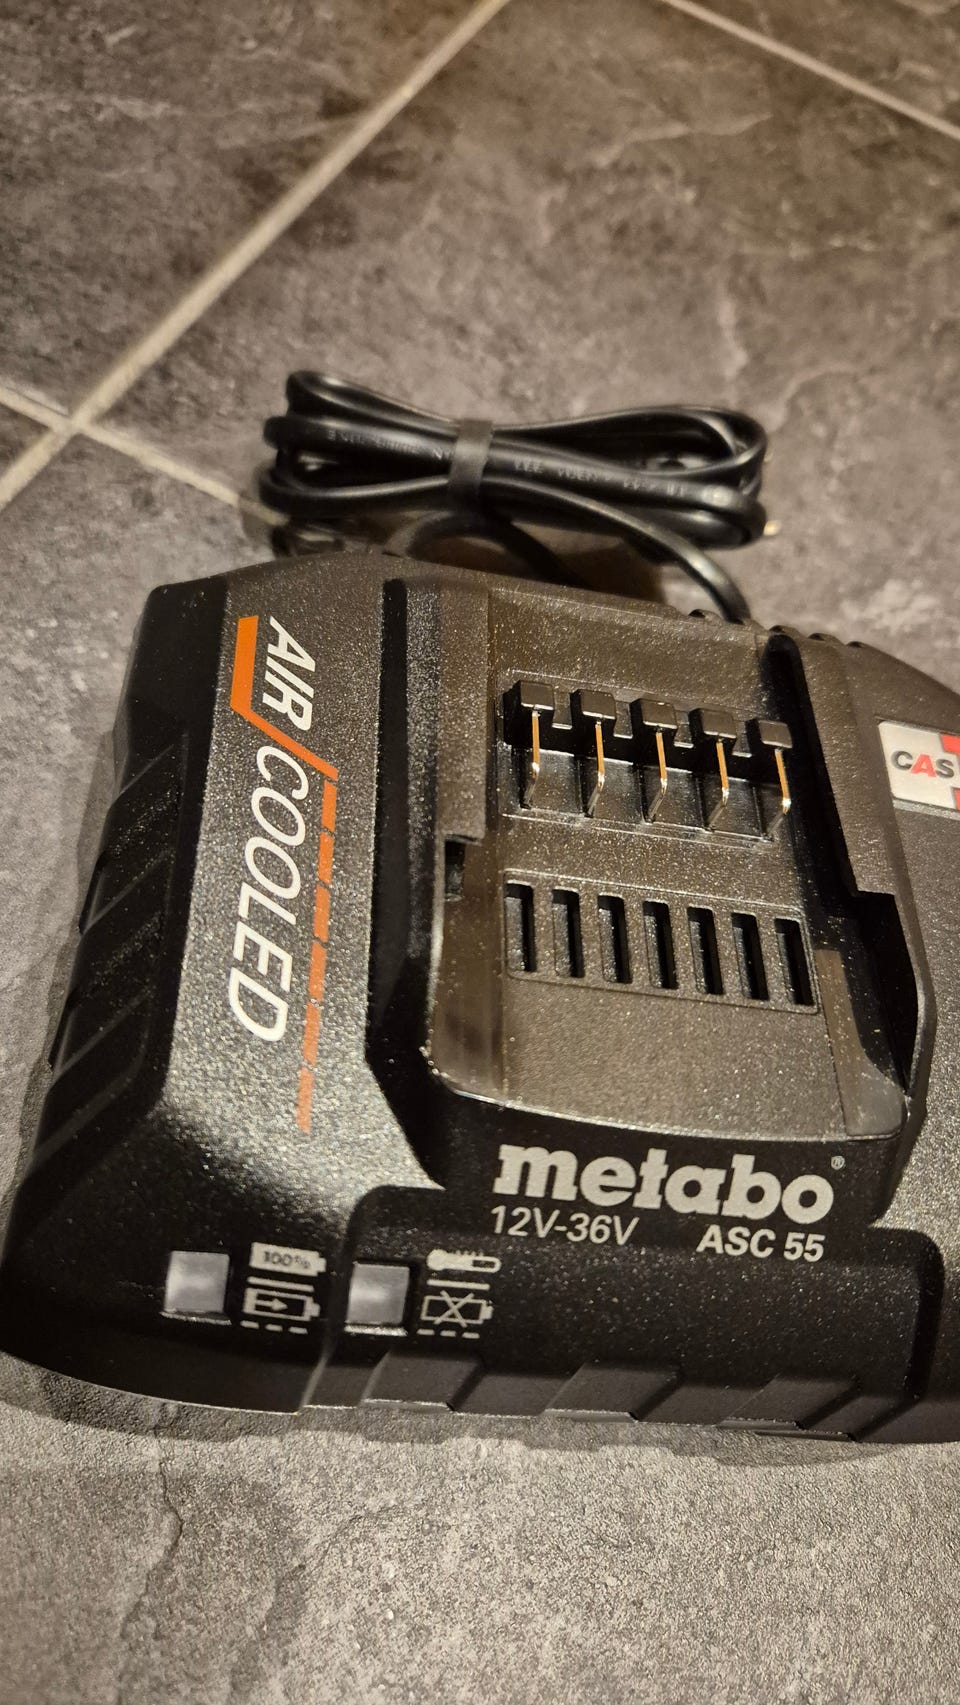 AIR COOLED
CAS
metabo®
12V-36V ASC 55
100%